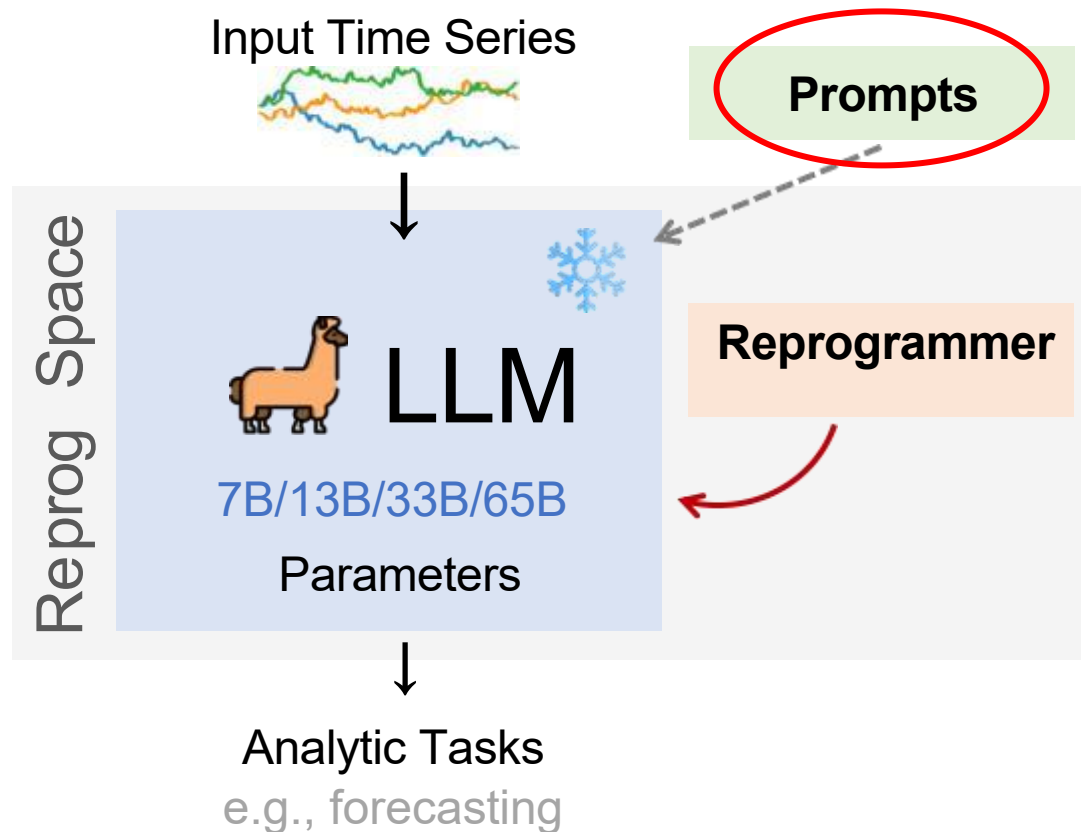 Input Time Series
Prompts
Reprog Space
LLM
Reprogrammer
7B/13B/33B/65B
Parameters
Analytic Tasks
e.g., forecasting